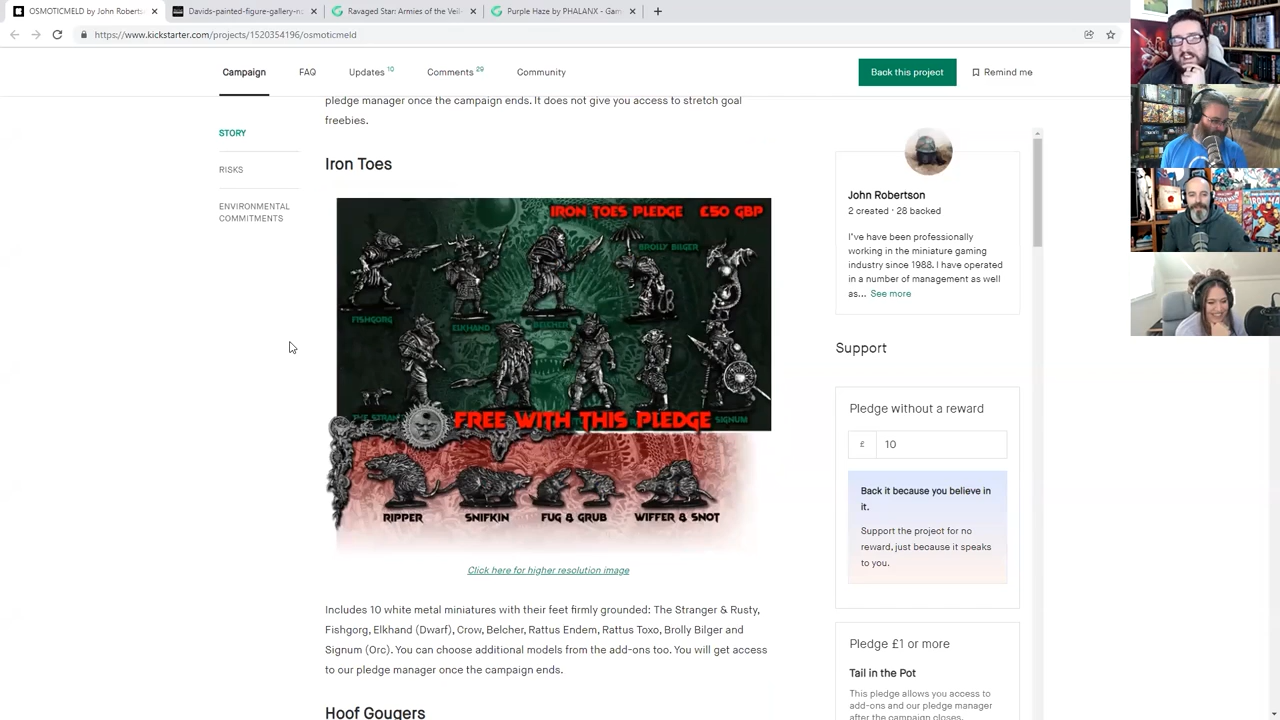 OSMOTICMELD by John Roberts
Davids-painted-figure-gallery-n
Ravaged Star: Armies of the Veil
Purple Haze by PHALANX - Gam
https://www.kickstarter.com/projects/1520354196/osmoticmeld
Campaign
FAQ
Updates 10
Comments 29
Community
Back this project
Remind me
pledge manager once the campaign ends. It does not give you access to stretch goal
freebies.
STORY
RISKS
ENVIRONMENTAL
COMMITMENTS
Iron Toes
IRON TOES PLEDGE £50 GBP
BROLLY BILGER
FISHGORG
ELKHAND
BELCHER
SIGNUM
FREE WITH THIS PLEDGE
RIPPER
SNIFKIN
FUG & GRUB
WIFFER & SNOT
Click here for higher resolution image
Includes 10 white metal miniatures with their feet firmly grounded: The Stranger & Rusty,
Fishgorg, Elkhand (Dwarf), Crow, Belcher, Rattus Endem, Rattus Toxo, Brolly Bilger and
Signum (Orc). You can choose additional models from the add-ons too. You will get access
to our pledge manager once the campaign ends.
Hoof Gougers
John Robertson
2 created · 28 backed
I've have been professionally
working in the miniature gaming
industry since 1988. I have operated
in a number of management as well
as... See more
Support
Pledge without a reward
£ 10
Back it because you believe in
it.
Support the project for no
reward, just because it speaks
to you.
Pledge £1 or more
Tail in the Pot
This pledge allows you access to
add-ons and our pledge manager
after the campaign closes.
IRON MA